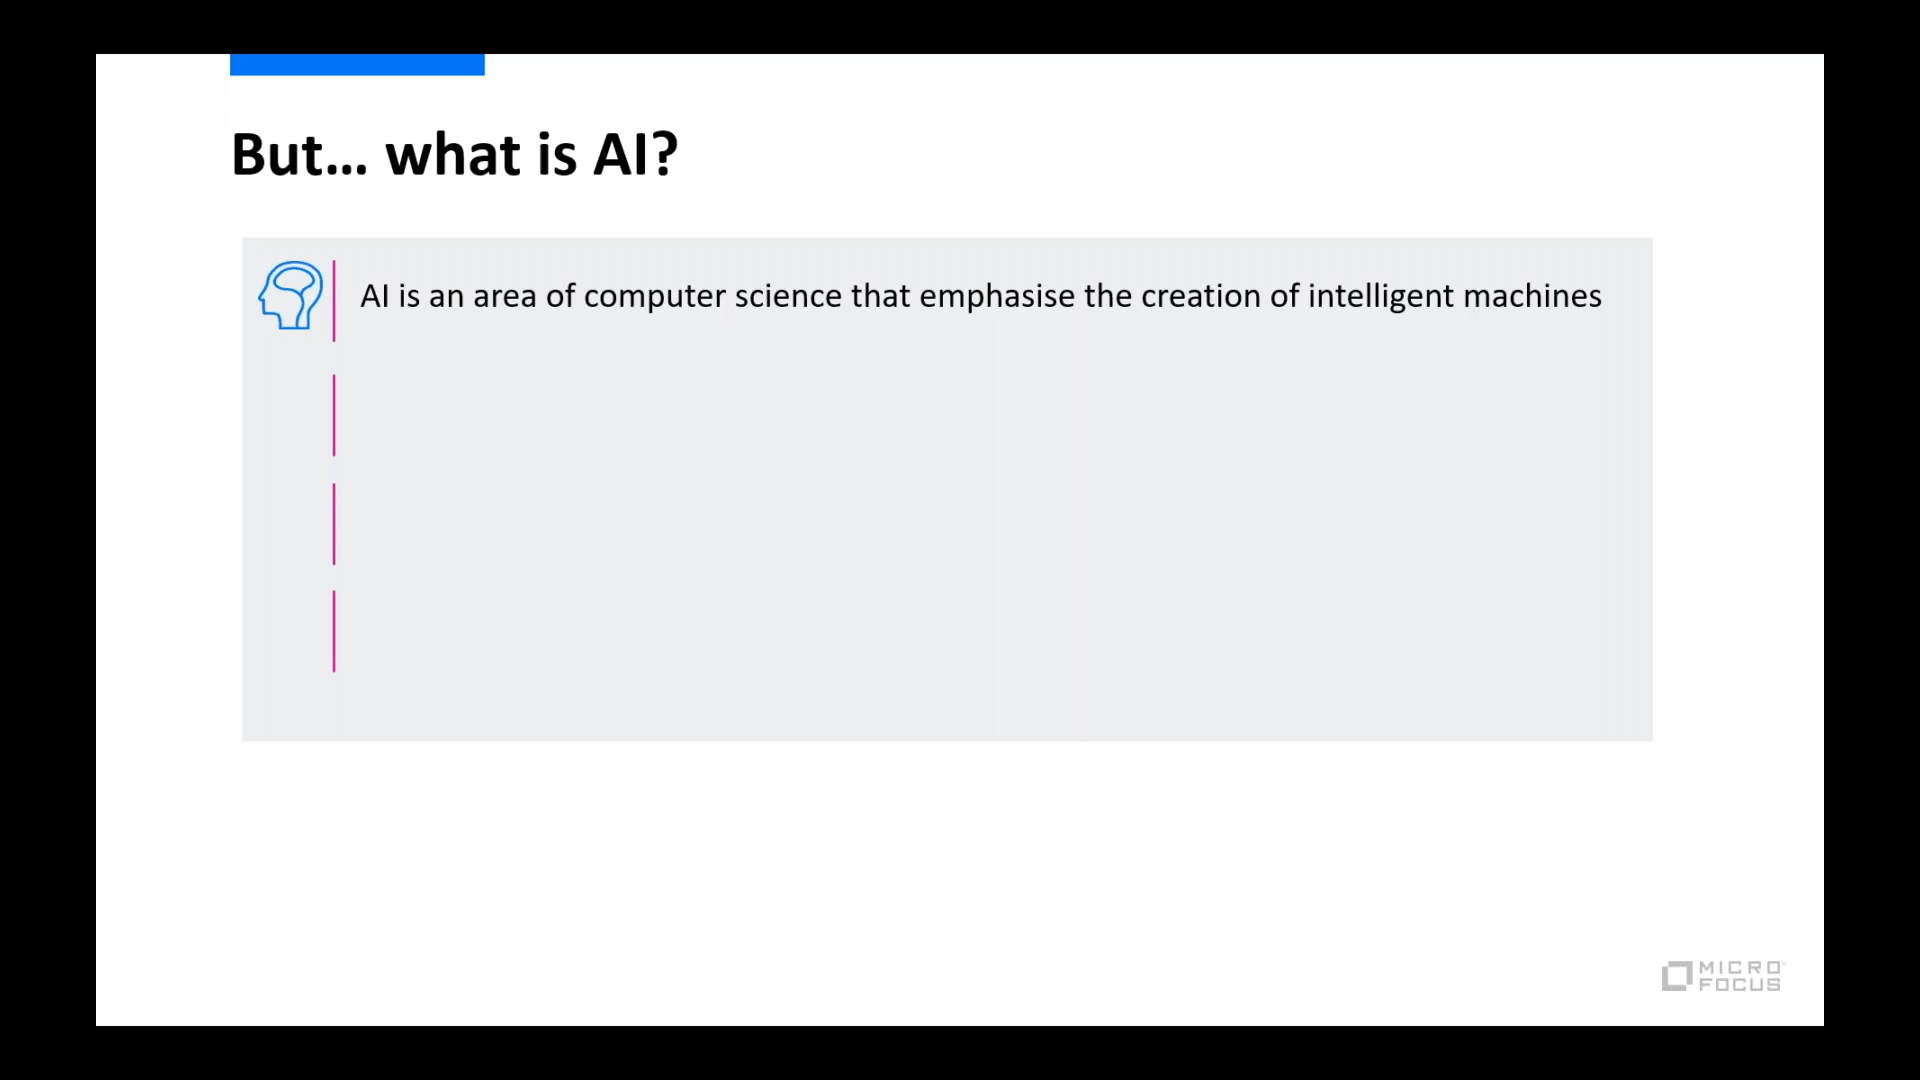 But... what is AI?
AI is an area of computer science that emphasise the creation of intelligent machines
MICRO
FOCUS